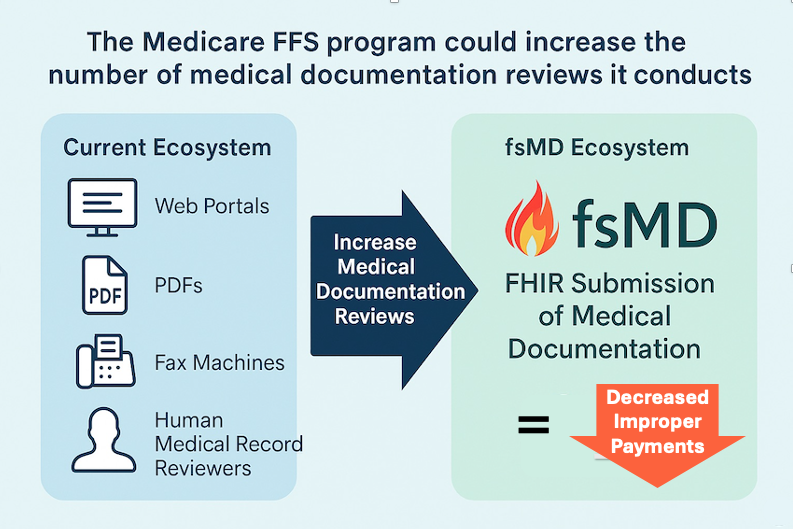 The Medicare FFS program could increase the
number of medical documentation reviews it conducts
Current Ecosystem
Web Portals
PDF
PDFs
Fax Machines
Human
Medical Record
Reviewers
Increase
Medical
Documentation
Reviews
fsMD Ecosystem
fsMD
FHIR Submission
of Medical
Documentation
=
Decreased
Improper
Payments